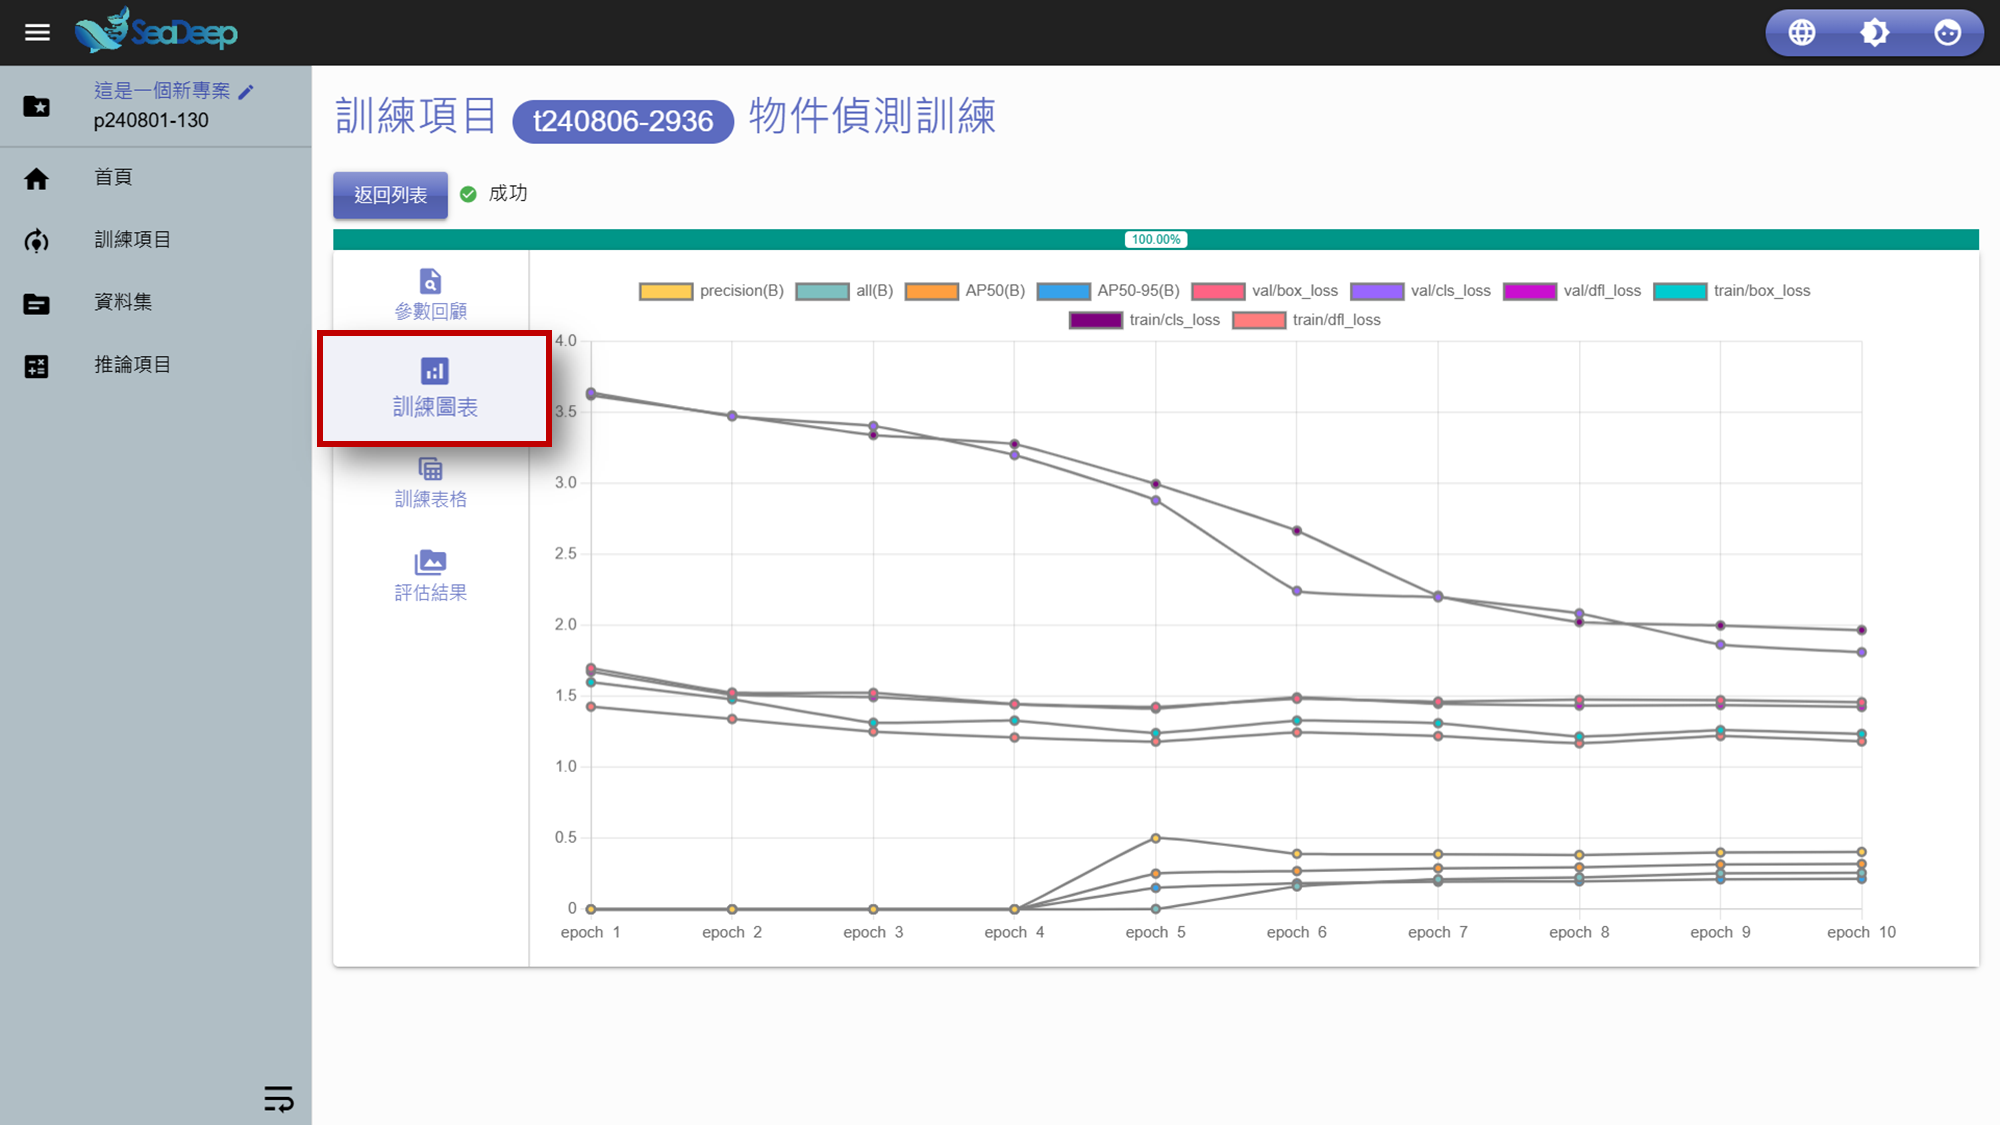 SeaDeep
這是一個新專案
p240801-130
首頁
訓練項目
資料集
推論項目
訓練項目 t240806-2936 物件偵測訓練
返回列表 成功
100.00%
參數回顧
訓練圖表
訓練表格
評估結果
precision(B) all(B) AP50(B) AP50-95(B) val/box_loss val/cls_loss val/dfl_loss train/box_loss
train/cls_loss train/dfl_loss
4.0
3.5
3.0
2.5
2.0
1.5
1.0
0.5
0
epoch 1 epoch 2 epoch 3 epoch 4 epoch 5 epoch 6 epoch 7 epoch 8 epoch 9 epoch 10